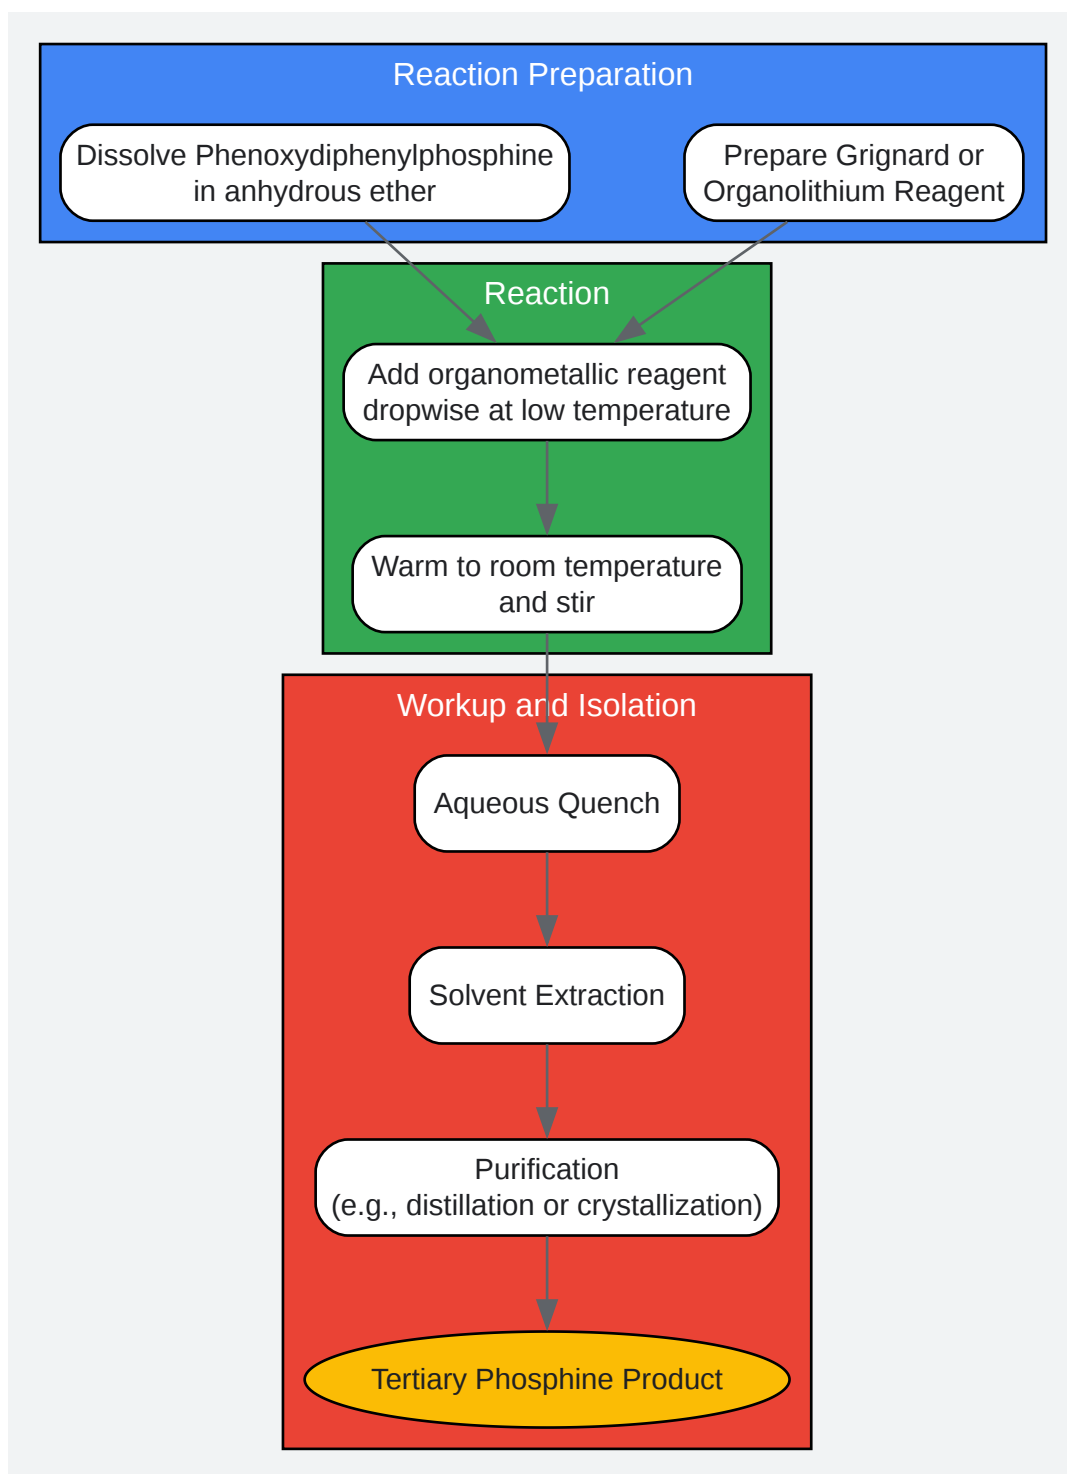 Reaction Preparation
Dissolve Phenoxydiphenylphosphine
in anhydrous ether
Prepare Grignard or
Organolithium Reagent
Reaction
Add organometallic reagent
dropwise at low temperature
Warm to room temperature
and stir
Workup and Isolation
Aqueous Quench
Solvent Extraction
Purification
(e.g., distillation or crystallization)
Tertiary Phosphine Product